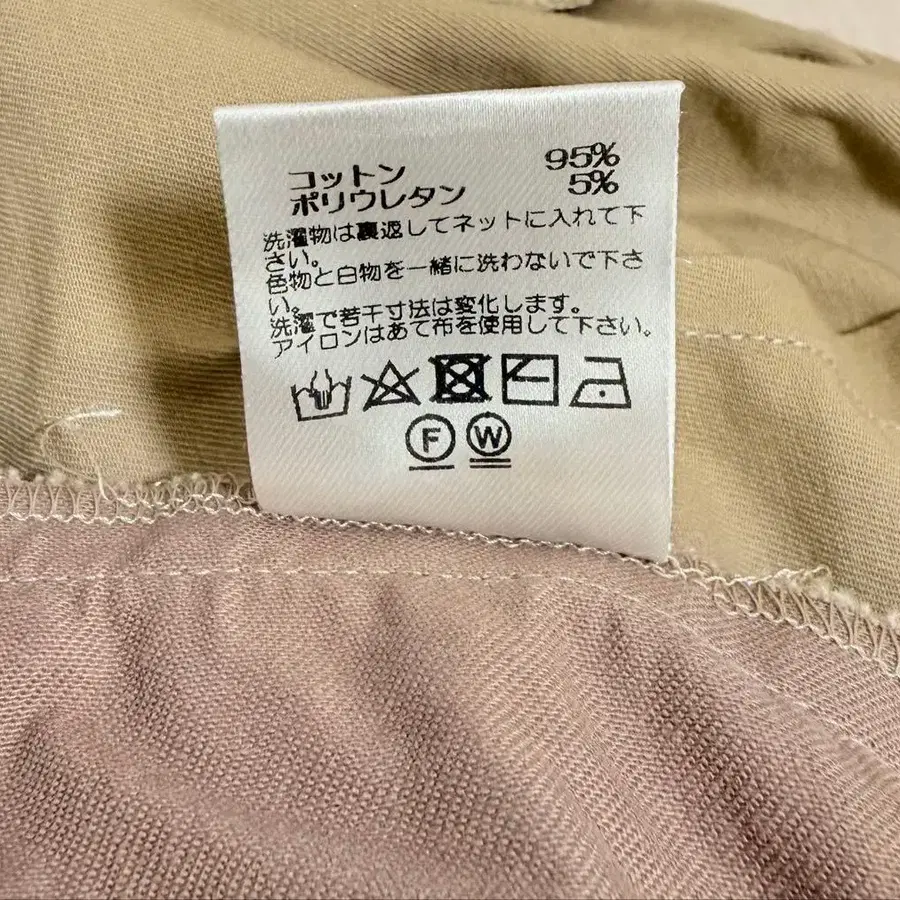 コットン 95%
ポリウレタン 5%
洗濯物は裏返してネットに入れて下
さい。
色物と白物を一緒に洗わないで下さ
い。
洗濯で若干寸法は変化します。
アイロンはあて布を使用して下さい。
F W